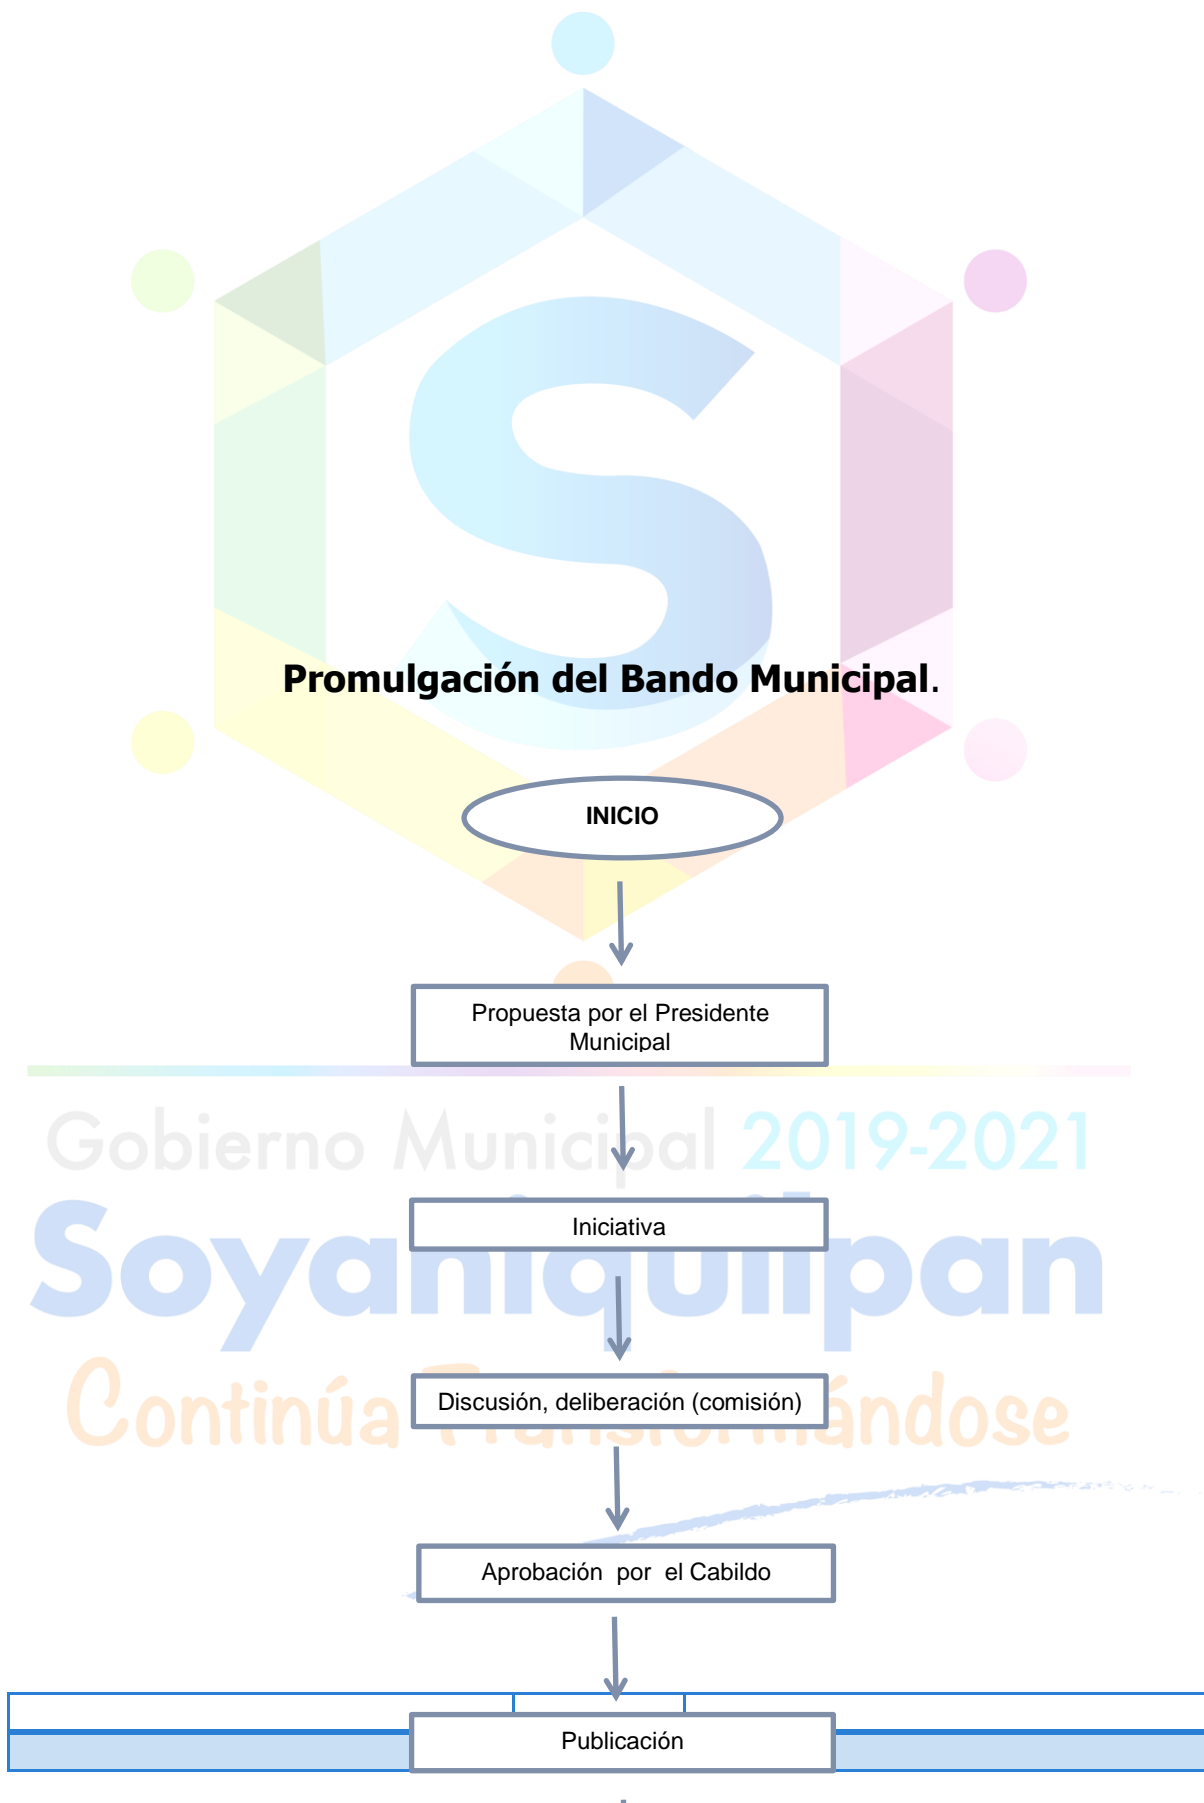 Promulgación del Bando Municipal.
INICIO
Propuesta por el Presidente
Municipal
Gobierno Municipal 2019-2021
Iniciativa
Soyaniquilpan
Discusión, deliberación (comisión)
Continúa Transformándose
Aprobación por el Cabildo
Publicación